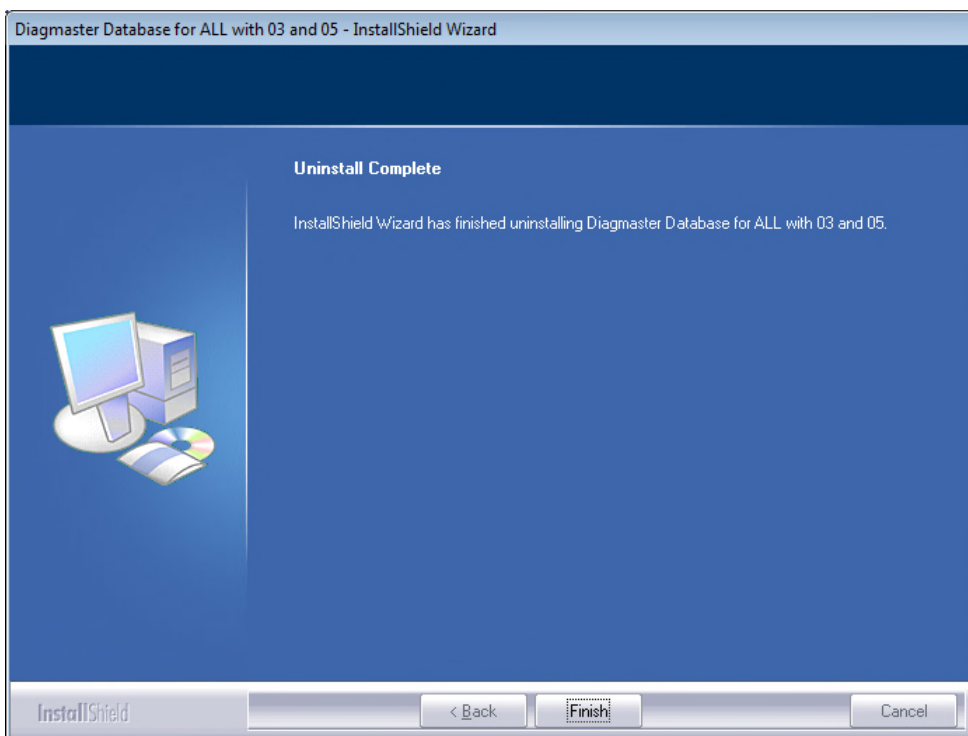 Diagmaster Database for ALL with 03 and 05 - InstallShield Wizard
Uninstall Complete
InstallShield Wizard has finished uninstalling Diagmaster Database for ALL with 03 and 05.
InstallShield
< Back
Finish
Cancel